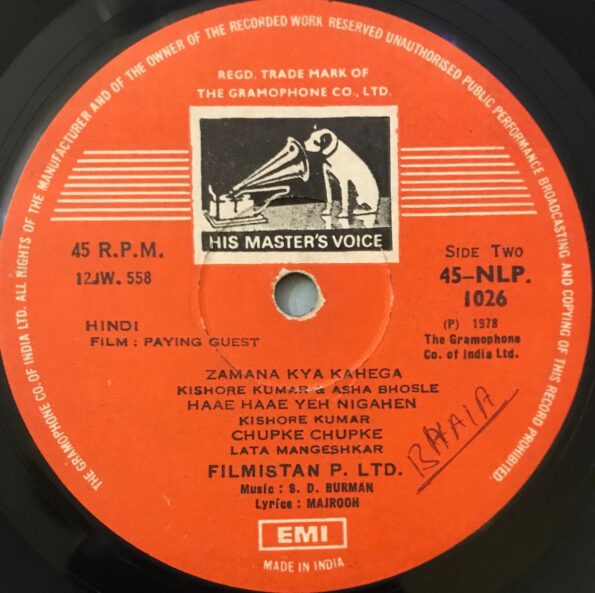 THE GRAMOPHONE CO. OF INDIA LTD. ALL RIGHTS OF THE MANUFACTURER AND OF THE OWNER OF THE RECORDED WORK RESERVED UNAUTHORISED PUBLIC PERFORMANCE BROADCASTING AND COPYING OF THIS RECORD PROHIBITED.
REGD. TRADE MARK OF
THE GRAMOPHONE CO., LTD.
HIS MASTER'S VOICE
45 R.P.M.
12JW. 558
SIDE TWO
45-NLP.
1026
(P) 1978
The Gramophone
Co. of India Ltd.
HINDI
FILM : PAYING GUEST
ZAMANA KYA KAHEGA
KISHORE KUMAR & ASHA BHOSLE
HAAE HAAE YEH NIGAHEN
KISHORE KUMAR
CHUPKE CHUPKE
LATA MANGESHKAR
FILMISTAN P. LTD.
Music : S. D. BURMAN
Lyrics : MAJROOH
EMI
MADE IN INDIA